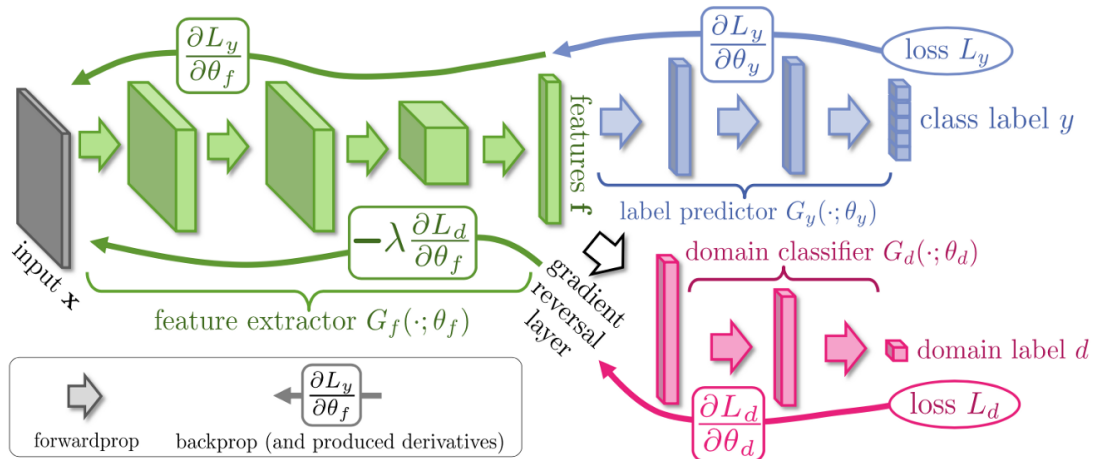 ∂L_y/∂θ_f
∂L_y/∂θ_y
loss L_y
features f
class label y
label predictor G_y(·; θ_y)
input x
−λ ∂L_d/∂θ_f
feature extractor G_f(·; θ_f)
gradient
reversal
layer
domain classifier G_d(·; θ_d)
domain label d
∂L_d/∂θ_d
loss L_d
forwardprop
∂L_y/∂θ_f
backprop (and produced derivatives)